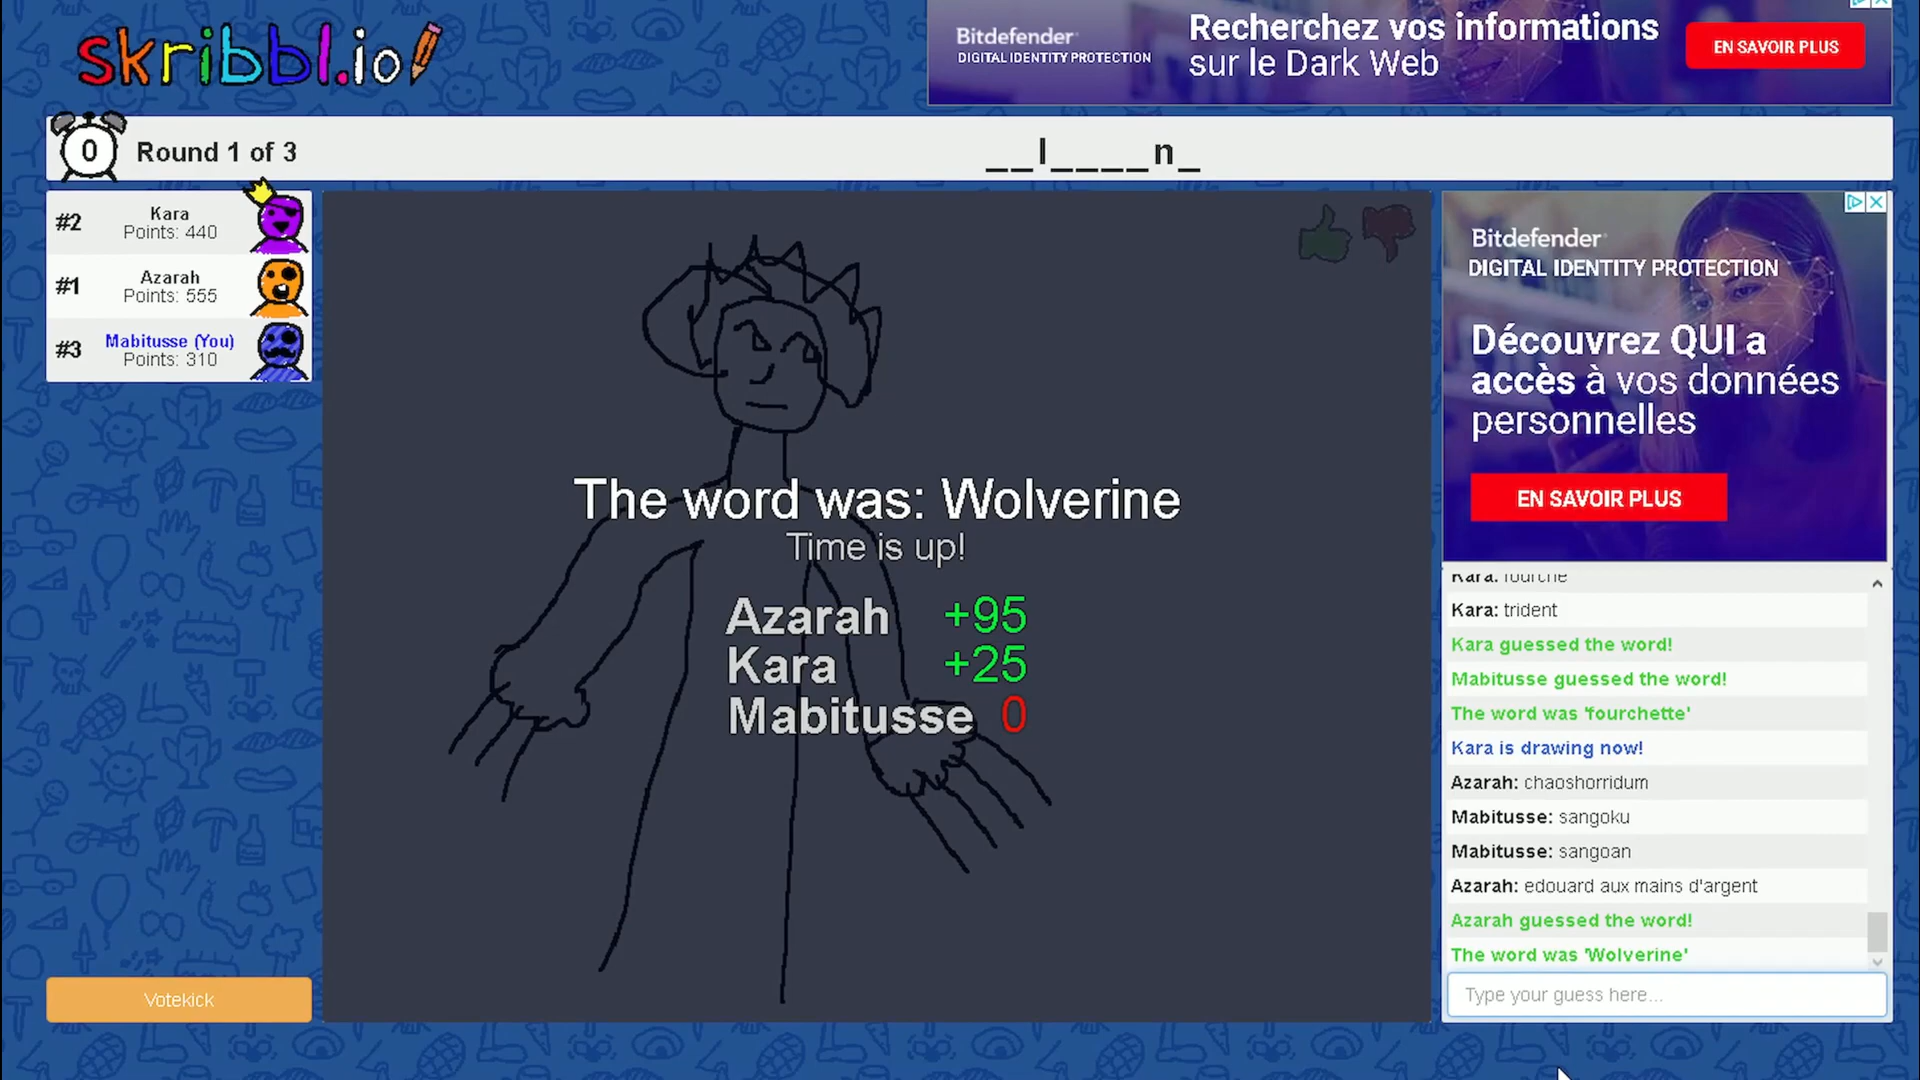 skribbl.io
Bitdefender
DIGITAL IDENTITY PROTECTION
Recherchez vos informations
sur le Dark Web
EN SAVOIR PLUS
0
Round 1 of 3
__l____n_
#2
Kara
Points: 440
#1
Azarah
Points: 555
#3
Mabitusse (You)
Points: 310
The word was: Wolverine
Time is up!
Azarah +95
Kara +25
Mabitusse 0
Votekick
Bitdefender
DIGITAL IDENTITY PROTECTION
Découvrez QUI a
accès à vos données
personnelles
EN SAVOIR PLUS
Kara: fourche
Kara: trident
Kara guessed the word!
Mabitusse guessed the word!
The word was 'fourchette'
Kara is drawing now!
Azarah: chaoshorridum
Mabitusse: sangoku
Mabitusse: sangoan
Azarah: edouard aux mains d'argent
Azarah guessed the word!
The word was 'Wolverine'
Type your guess here...